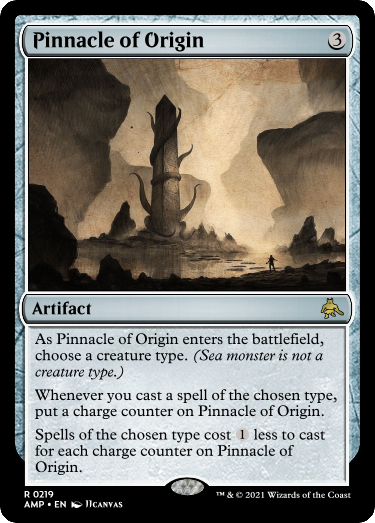 Pinnacle of Origin 3
Artifact
As Pinnacle of Origin enters the battlefield,
choose a creature type. (Sea monster is not a
creature type.)
Whenever you cast a spell of the chosen type,
put a charge counter on Pinnacle of Origin.
Spells of the chosen type cost 1 less to cast
for each charge counter on Pinnacle of
Origin.
R 0219
AMP • EN
™ & © 2021 Wizards of the Coast